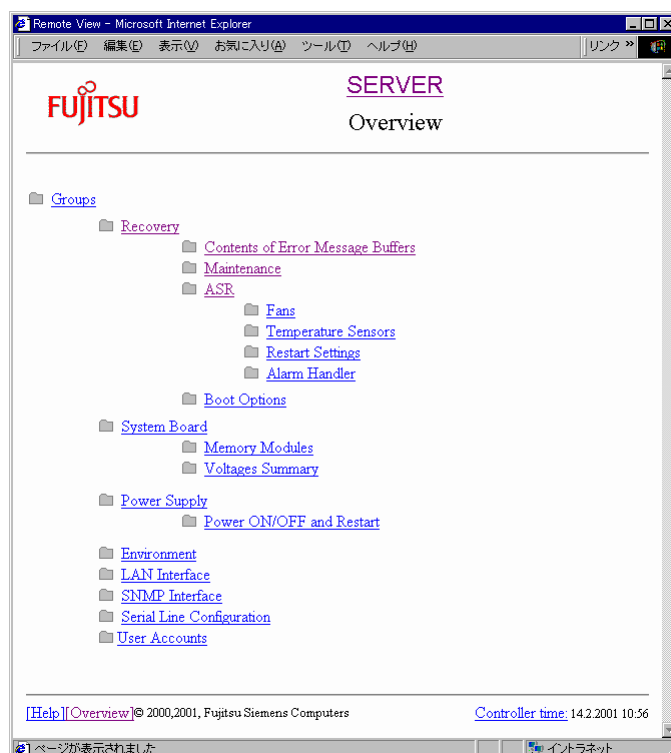 Remote View - Microsoft Internet Explorer
ファイル(F) 編集(E) 表示(V) お気に入り(A) ツール(T) ヘルプ(H) リンク »
FUJITSU
SERVER
Overview
Groups
Recovery
Contents of Error Message Buffers
Maintenance
ASR
Fans
Temperature Sensors
Restart Settings
Alarm Handler
Boot Options
System Board
Memory Modules
Voltages Summary
Power Supply
Power ON/OFF and Restart
Environment
LAN Interface
SNMP Interface
Serial Line Configuration
User Accounts
[Help][Overview]© 2000,2001, Fujitsu Siemens Computers Controller time: 14.2.2001 10:56
ページが表示されました イントラネット